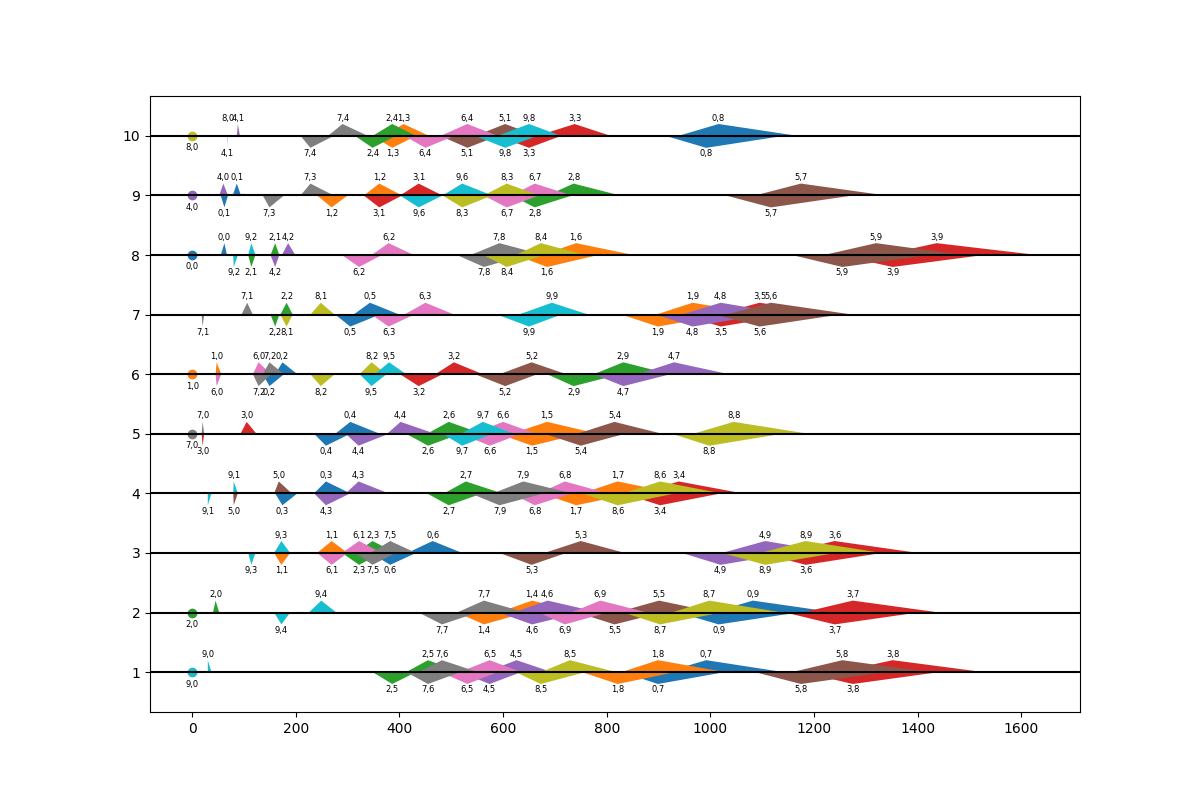 8,0 4,1 7,4 2,4 1,3 6,4 5,1 9,8 3,3 0,8
10
8,0 4,1 7,4 2,4 1,3 6,4 5,1 9,8 3,3 0,8
4,0 0,1 7,3 1,2 3,1 9,6 8,3 6,7 2,8 5,7
9
4,0 0,1 7,3 1,2 3,1 9,6 8,3 6,7 2,8 5,7
0,0 9,2 2,1 4,2 6,2 7,8 8,4 1,6 5,9 3,9
8
0,0 9,2 2,1 4,2 6,2 7,8 8,4 1,6 5,9 3,9
7,1 2,2 8,1 0,5 6,3 9,9 1,9 4,8 3,5 5,6
7
7,1 2,2 8,1 0,5 6,3 9,9 1,9 4,8 3,5 5,6
1,0 6,0 7,2 0,2 8,2 9,5 3,2 5,2 2,9 4,7
6
1,0 6,0 7,2 0,2 8,2 9,5 3,2 5,2 2,9 4,7
7,0 3,0 0,4 4,4 2,6 9,7 6,6 1,5 5,4 8,8
5
7,0 3,0 0,4 4,4 2,6 9,7 6,6 1,5 5,4 8,8
9,1 5,0 0,3 4,3 2,7 7,9 6,8 1,7 8,6 3,4
4
9,1 5,0 0,3 4,3 2,7 7,9 6,8 1,7 8,6 3,4
9,3 1,1 6,1 2,3 7,5 0,6 5,3 4,9 8,9 3,6
3
9,3 1,1 6,1 2,3 7,5 0,6 5,3 4,9 8,9 3,6
2,0 9,4 7,7 1,4 4,6 6,9 5,5 8,7 0,9 3,7
2
2,0 9,4 7,7 1,4 4,6 6,9 5,5 8,7 0,9 3,7
9,0 2,5 7,6 6,5 4,5 8,5 1,8 0,7 5,8 3,8
1
9,0 2,5 7,6 6,5 4,5 8,5 1,8 0,7 5,8 3,8
0 200 400 600 800 1000 1200 1400 1600